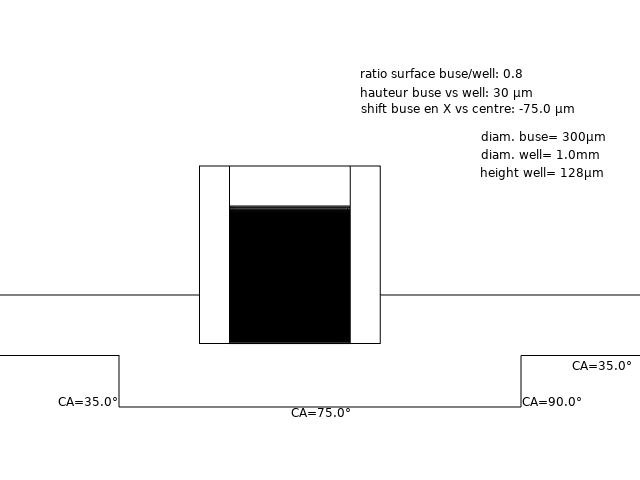 ratio surface buse/well: 0.8
hauteur buse vs well: 30 µm
shift buse en X vs centre: -75.0 µm
diam. buse= 300µm
diam. well= 1.0mm
height well= 128µm
CA=35.0°
CA=35.0°
CA=90.0°
CA=75.0°